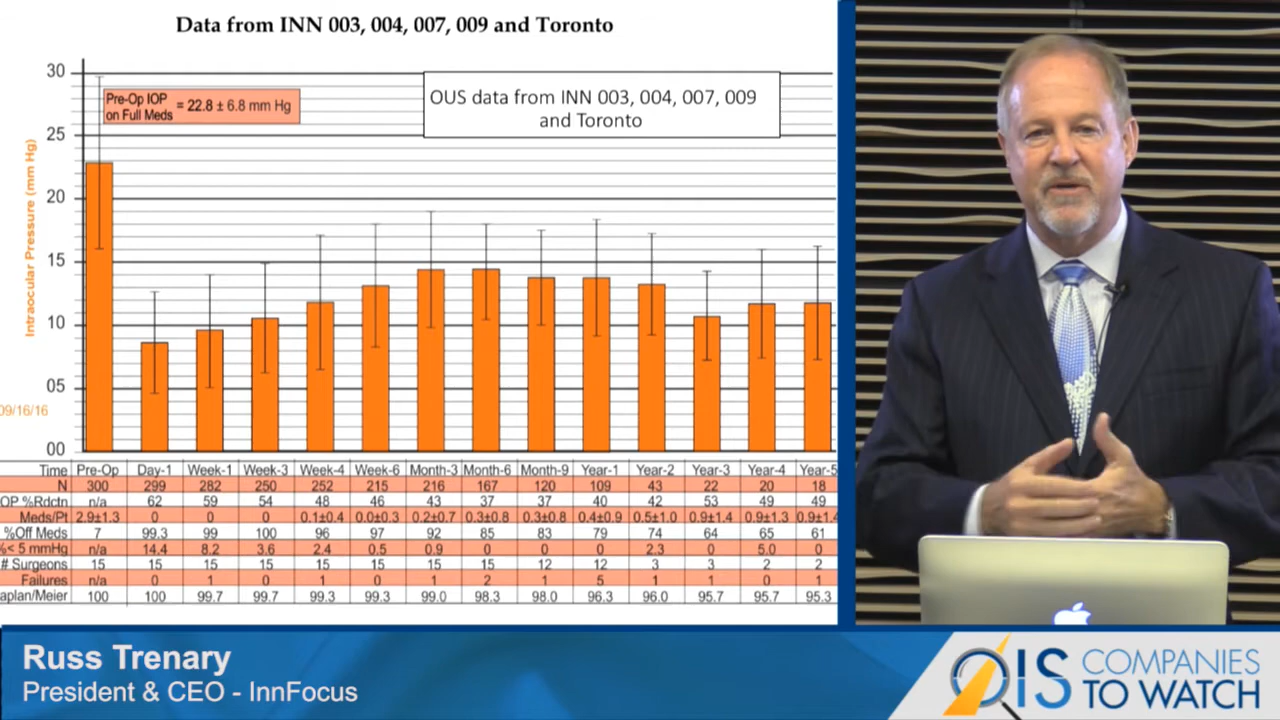 Data from INN 003, 004, 007, 009 and Toronto
30
25
20
15
10
05
00
Intraocular Pressure (mm Hg)
Pre-Op IOP
on Full Meds = 22.8 ± 6.8 mm Hg
OUS data from INN 003, 004, 007, 009
and Toronto
09/16/16
Time Pre-Op Day-1 Week-1 Week-3 Week-4 Week-6 Month-3 Month-6 Month-9 Year-1 Year-2 Year-3 Year-4 Year-5
N 300 299 282 250 252 215 216 167 120 109 43 22 20 18
OP %Rdctn n/a 62 59 54 48 46 43 37 37 40 42 53 49 49
Meds/Pt 2.9±1.3 0 0 0 0.1±0.4 0.0±0.3 0.2±0.7 0.3±0.8 0.3±0.8 0.4±0.9 0.5±1.0 0.9±1.4 0.9±1.3 0.9±1.4
%Off Meds 7 99.3 99 100 96 97 92 85 83 79 74 64 65 61
%< 5 mmHg n/a 14.4 8.2 3.6 2.4 0.5 0.9 0 0 0 2.3 0 5.0 0
# Surgeons 15 15 15 15 15 15 15 15 12 12 3 3 2 2
Failures n/a 0 1 0 1 0 1 2 1 5 1 1 0 1
aplan/Meier 100 100 99.7 99.7 99.3 99.3 99.0 98.3 98.0 96.3 96.0 95.7 95.7 95.3
Russ Trenary
President & CEO - InnFocus
OIS COMPANIES
TO WATCH